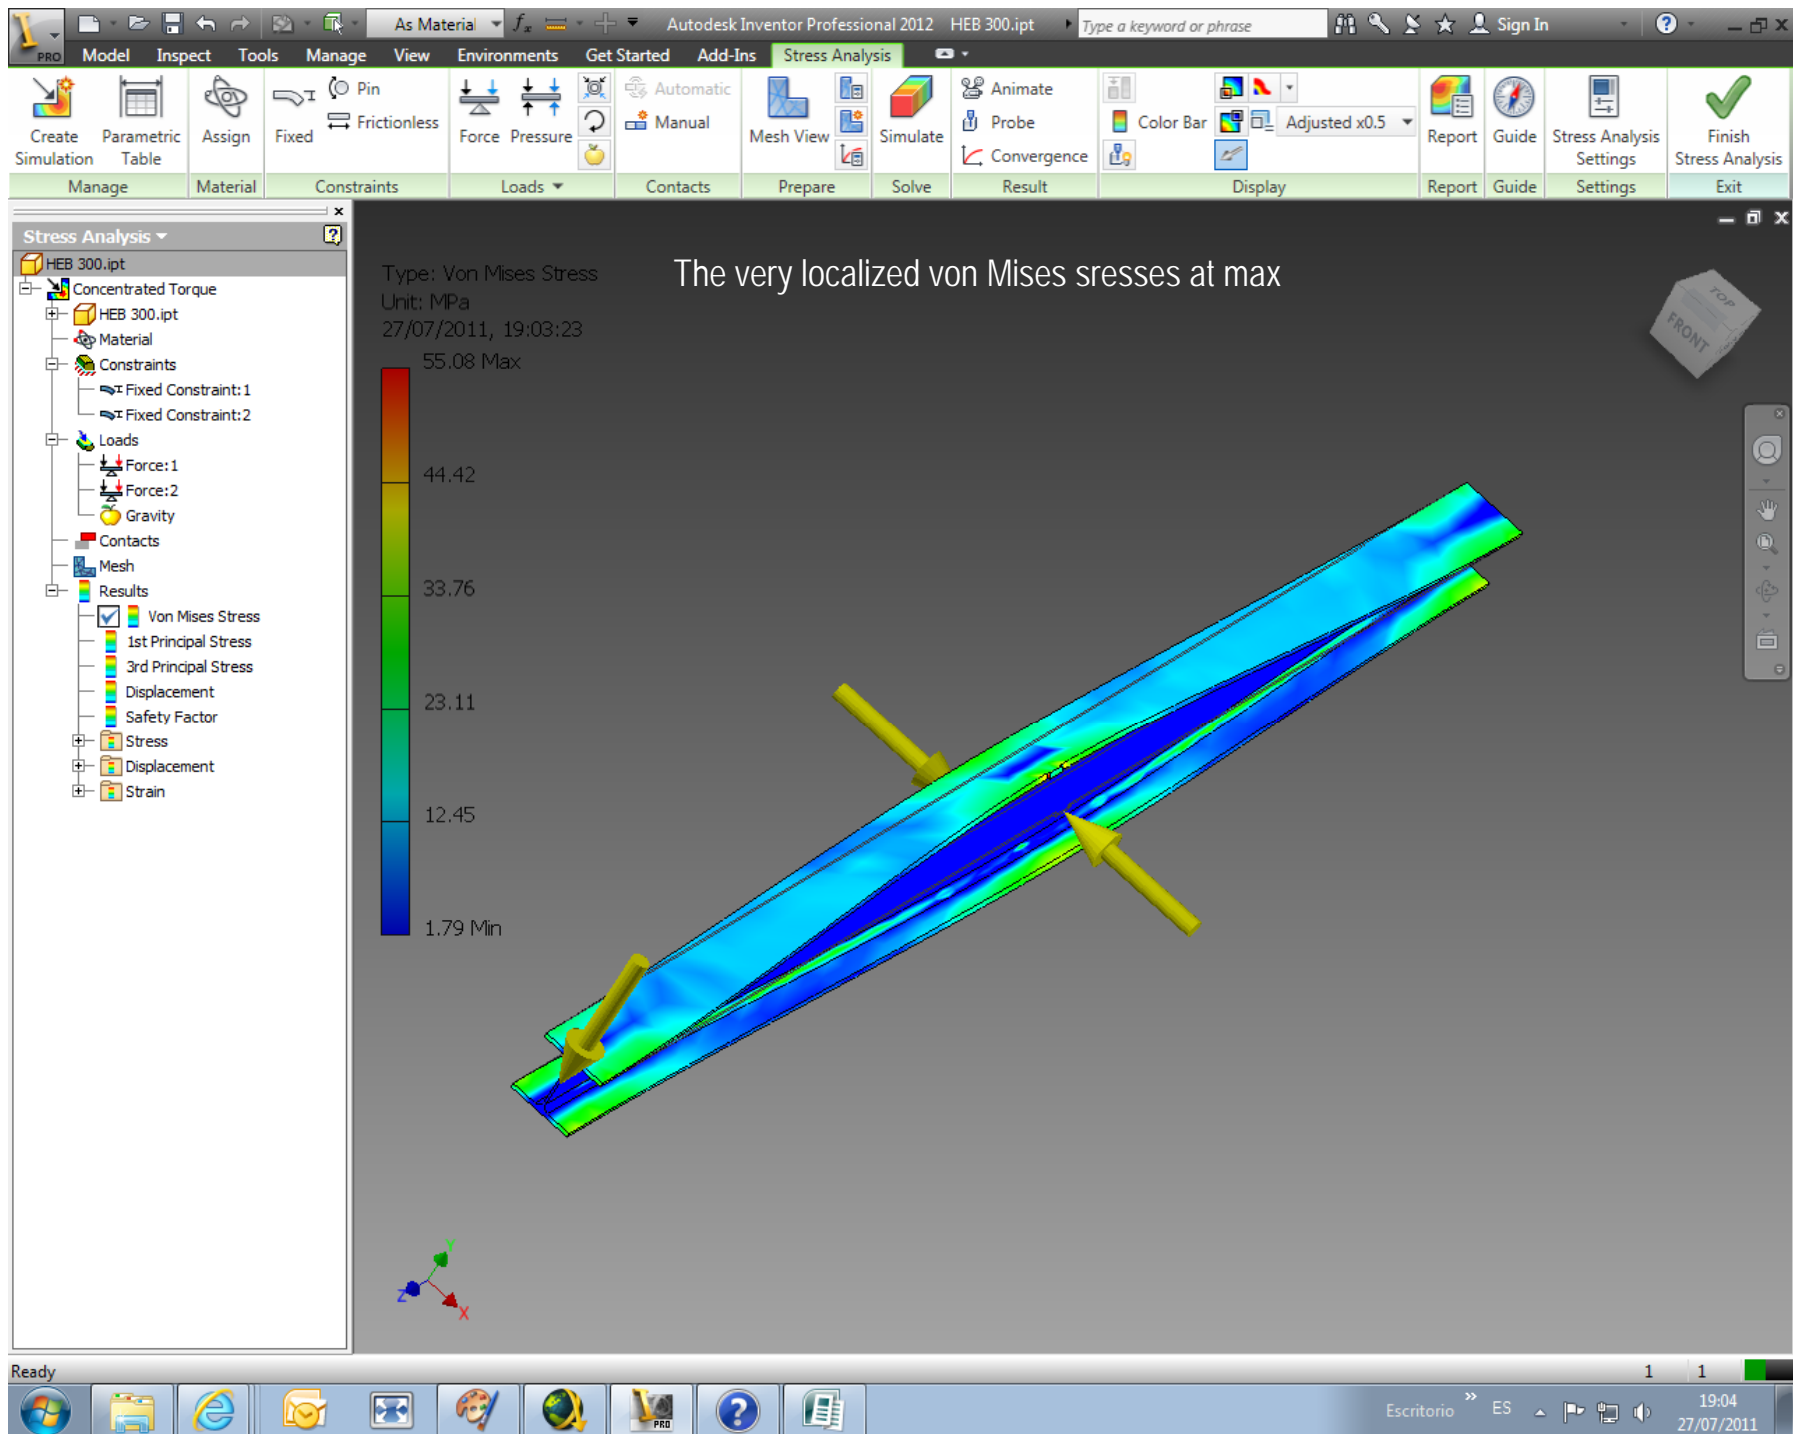 As Material
Autodesk Inventor Professional 2012 HEB 300.ipt
Type a keyword or phrase
Sign In
PRO
Model Inspect Tools Manage View Environments Get Started Add-Ins Stress Analysis
Create Simulation
Parametric Table
Assign
Fixed
Pin
Frictionless
Force
Pressure
Automatic
Manual
Mesh View
Simulate
Animate
Probe
Convergence
Color Bar
Adjusted x0.5
Report
Guide
Stress Analysis Settings
Finish Stress Analysis
Manage Material Constraints Loads Contacts Prepare Solve Result Display Report Guide Settings Exit
Stress Analysis
HEB 300.ipt
Concentrated Torque
HEB 300.ipt
Material
Constraints
Fixed Constraint:1
Fixed Constraint:2
Loads
Force:1
Force:2
Gravity
Contacts
Mesh
Results
Von Mises Stress
1st Principal Stress
3rd Principal Stress
Displacement
Safety Factor
Stress
Displacement
Strain
Type: Von Mises Stress
Unit: MPa
27/07/2011, 19:03:23
55.08 Max
44.42
33.76
23.11
12.45
1.79 Min
The very localized von Mises sresses at max
TOP
FRONT
Y
Z
X
Ready
1 1
PRO
Escritorio
ES
19:04
27/07/2011